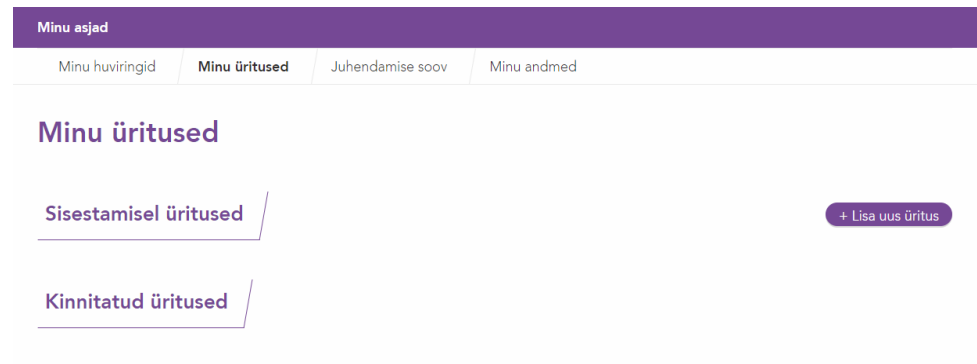 Minu asjad
Minu huviringid Minu üritused Juhendamise soov Minu andmed
Minu üritused
Sisestamisel üritused
+ Lisa uus üritus
Kinnitatud üritused